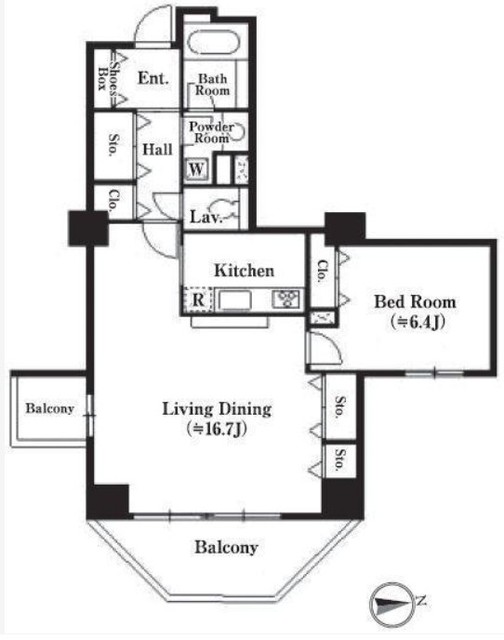 Shoes
Box
Ent.
Bath
Room
Powder
Room
Sto.
Hall
W
Clo.
Lav.
Kitchen
R
Clo.
Bed Room
(≒6.4J)
Balcony
Living Dining
(≒16.7J)
Sto.
Sto.
Balcony
N